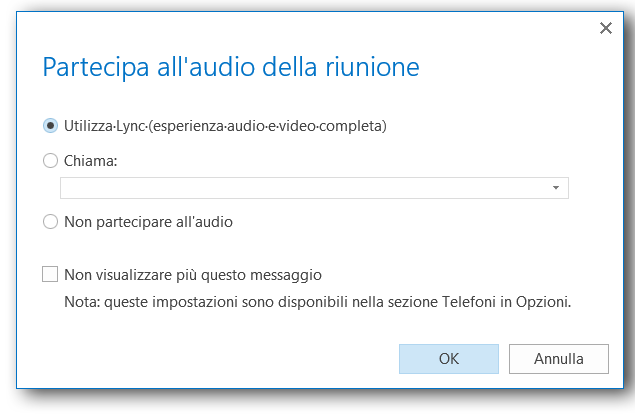 Partecipa all'audio della riunione
Utilizza·Lync·(esperienza·audio·e·video·completa)
Chiama:
Non partecipare all'audio
Non visualizzare più questo messaggio
Nota: queste impostazioni sono disponibili nella sezione Telefoni in Opzioni.
OK
Annulla